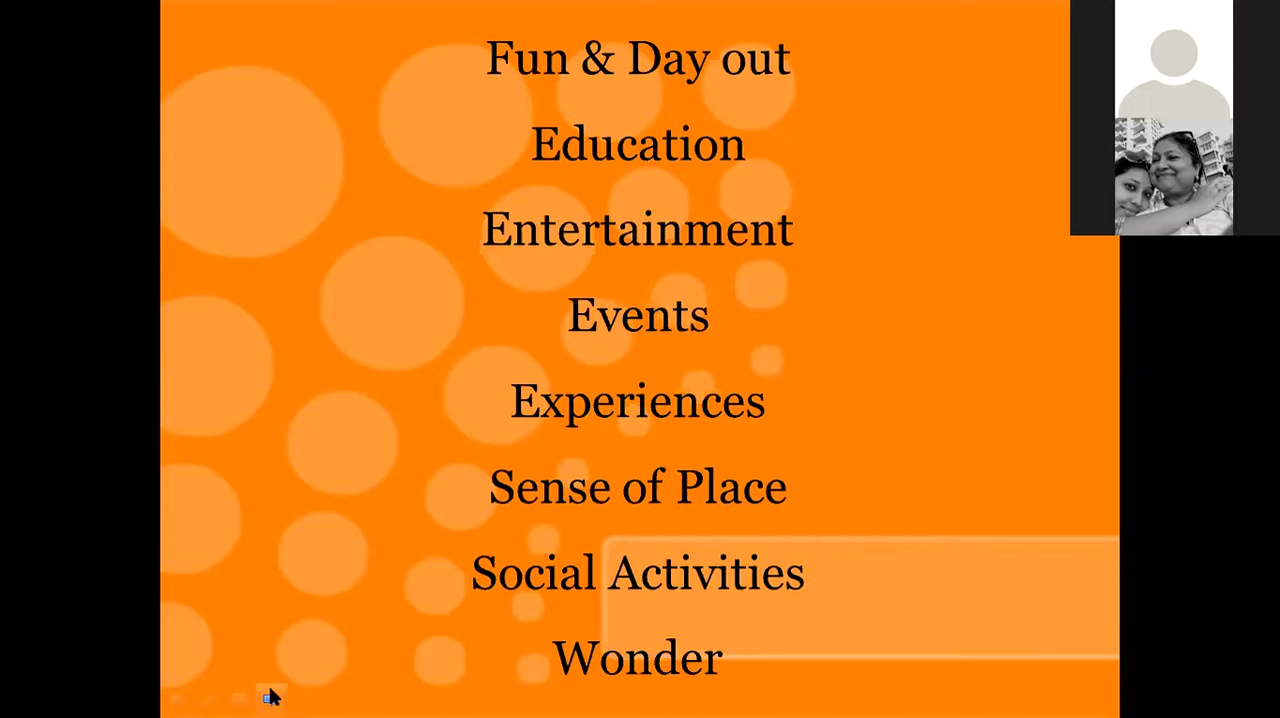 Fun & Day out
Education
Entertainment
Events
Experiences
Sense of Place
Social Activities
Wonder